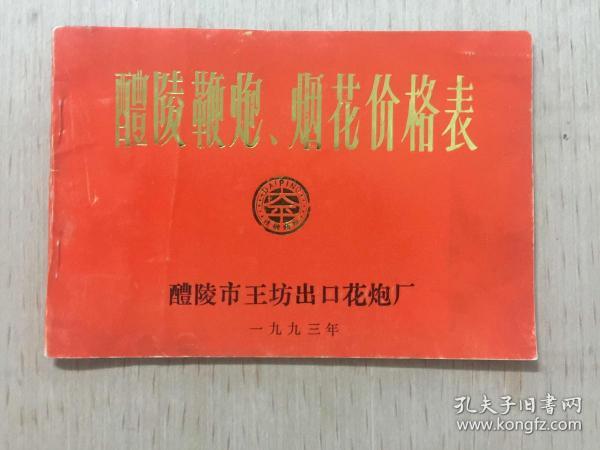 醴陵鞭炮、烟花价格表
DAIPING
醴陵市王坊出口花炮厂
一九九三年
孔夫子旧书网
www.kongfz.com